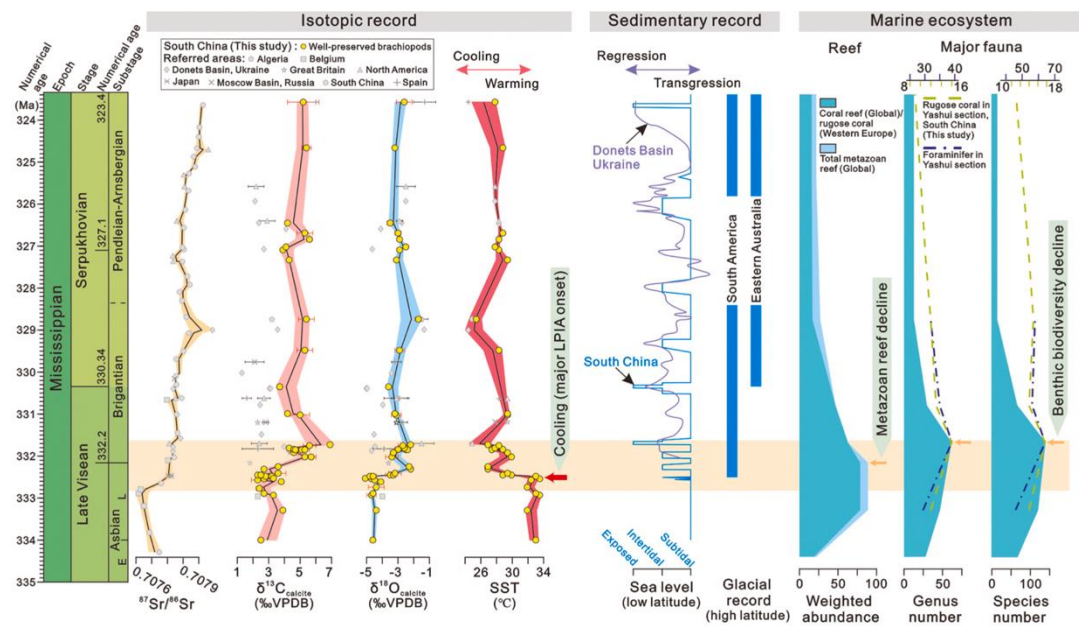 Isotopic record
Sedimentary record
Marine ecosystem
Numerical age
(Ma)
Epoch
Stage
Numerical age
Substage
South China (This study) : Well-preserved brachiopods
Referred areas: Algeria Belgium
Donets Basin, Ukraine Great Britain North America
Japan Moscow Basin, Russia South China Spain
Cooling
Warming
Regression
Transgression
Reef
Major fauna
30 40
8 16
50 70
10 18
Coral reef (Global)/
rugose coral
(Western Europe)
Total metazoan
reef (Global)
Rugose coral in
Yashui section,
South China
(This study)
Foraminifer in
Yashui section
324
325
326
327
328
329
330
331
332
333
334
335
Mississippian
Serpukhovian
Late Visean
323.4
327.1
330.34
332.2
Pendleian-Arnsbergian
Brigantian
Asbian
L
E
Donets Basin
Ukraine
South China
South America
Eastern Australia
Cooling (major LPIA onset)
Metazoan reef decline
Benthic biodiversity decline
Exposed
Intertidal
Subtidal
0.7076 0.7079
⁸⁷Sr/⁸⁶Sr
1 3 5 7
δ¹³Ccalcite
(‰VPDB)
-5 -3 -1
δ¹⁸Ocalcite
(‰VPDB)
26 30 34
SST
(℃)
Sea level
(low latitude)
Glacial
record
(high latitude)
0 50 100
Weighted
abundance
0 50
Genus
number
0 100
Species
number